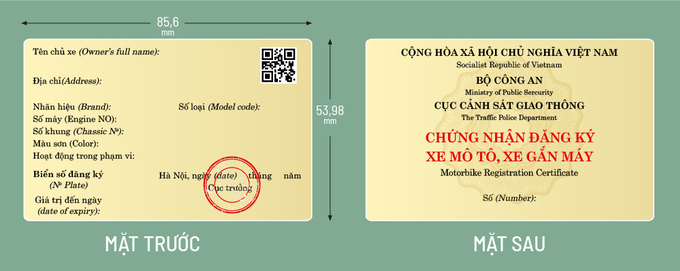 85,6
mm
Tên chủ xe (Owner's full name):
Địa chỉ(Address):
Nhãn hiệu (Brand):
Số loại (Model code):
Số máy (Engine NO):
Số khung (Chassic Nº):
Màu sơn (Color):
Hoạt động trong phạm vi:
Biển số đăng ký
(Nº Plate)
Hà Nội, ngày (date) tháng năm
Cục trưởng
Giá trị đến ngày
(date of expiry):
53,98
mm
MẶT TRƯỚC
CỘNG HÒA XÃ HỘI CHỦ NGHĨA VIỆT NAM
Socialist Republic of Vietnam
BỘ CÔNG AN
Ministry of Public Sercurity
CỤC CẢNH SÁT GIAO THÔNG
The Traffic Police Department
CHỨNG NHẬN ĐĂNG KÝ
XE MÔ TÔ, XE GẮN MÁY
Motorbike Registration Certificate
Số (Number):
MẶT SAU